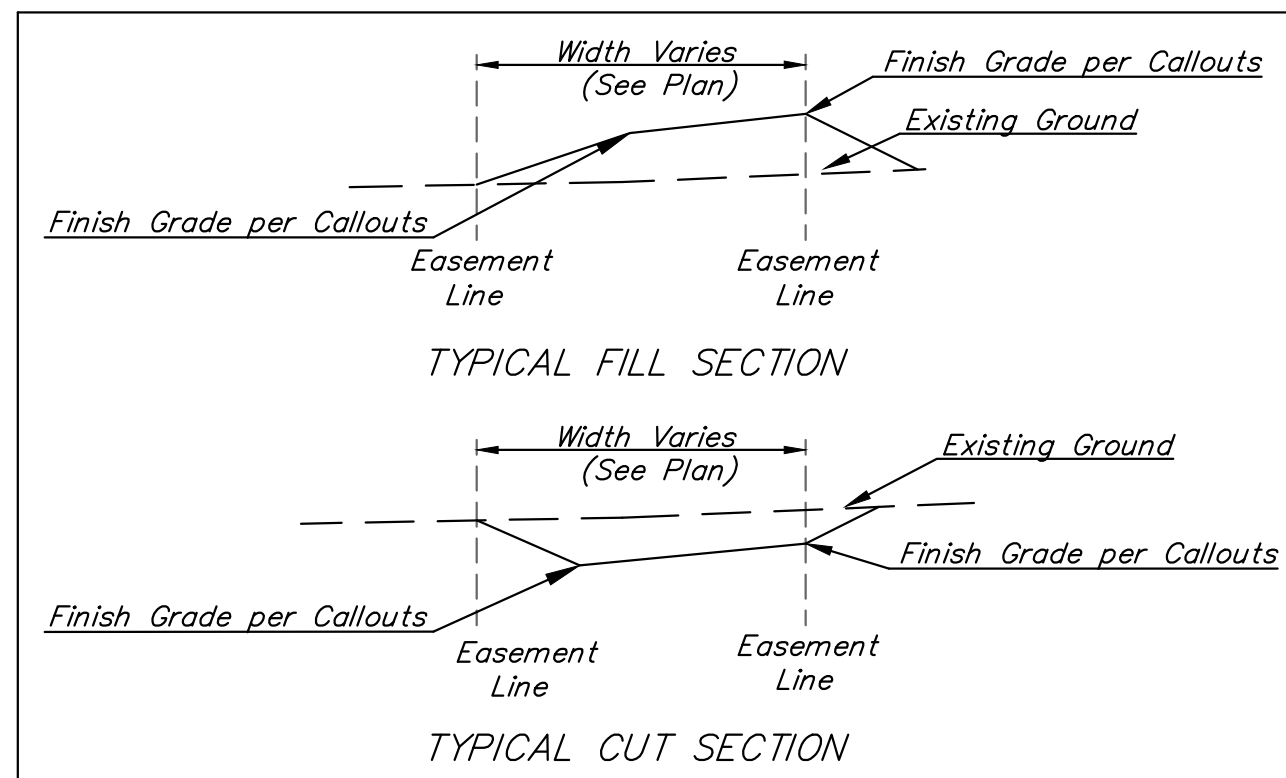 Width Varies
(See Plan)
Finish Grade per Callouts
Existing Ground
Finish Grade per Callouts
Easement
Line
Easement
Line
TYPICAL FILL SECTION
Width Varies
(See Plan)
Existing Ground
Finish Grade per Callouts
Finish Grade per Callouts
Easement
Line
Easement
Line
TYPICAL CUT SECTION